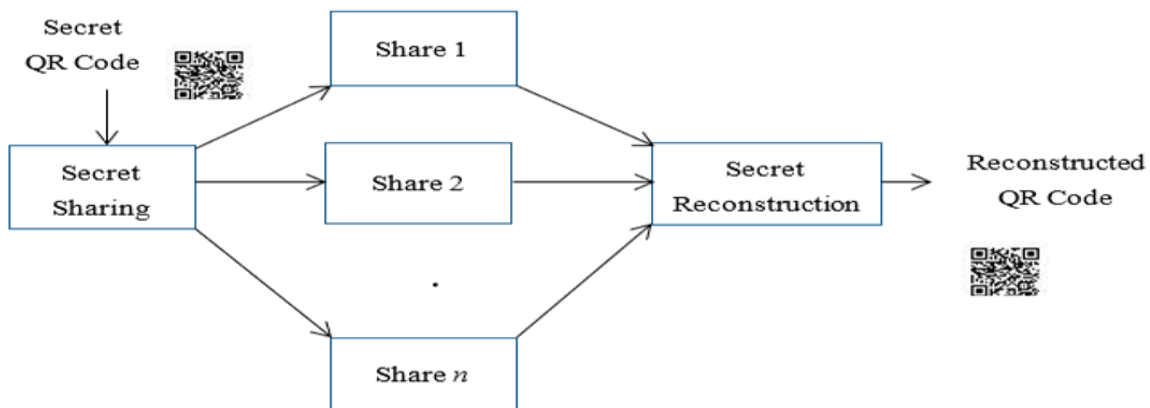 Secret
QR Code
Share 1
Secret
Sharing
Share 2
Secret
Reconstruction
Reconstructed
QR Code
.
Share n